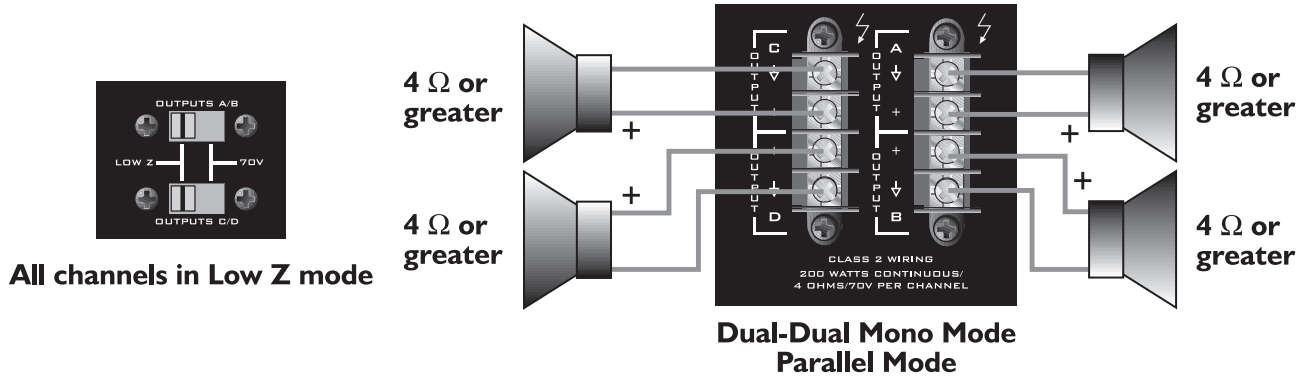 OUTPUTS A/B
LOW Z
70V
OUTPUTS C/D
All channels in Low Z mode
4 Ω or
greater
+
4 Ω or
greater
+
C
OUTPUT
+
+
OUTPUT
D
A
OUTPUT
+
+
OUTPUT
B
CLASS 2 WIRING
200 WATTS CONTINUOUS/
4 OHMS/70V PER CHANNEL
4 Ω or
greater
+
4 Ω or
greater
+
Dual-Dual Mono Mode
Parallel Mode